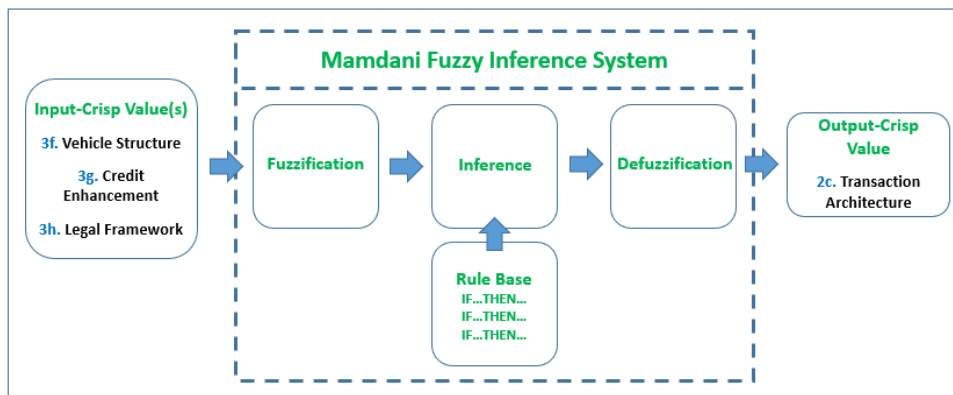 Mamdani Fuzzy Inference System
Input-Crisp Value(s)
3f. Vehicle Structure
3g. Credit
Enhancement
3h. Legal Framework
Fuzzification
Inference
Defuzzification
Output-Crisp
Value
2c. Transaction
Architecture
Rule Base
IF...THEN...
IF...THEN...
IF...THEN...